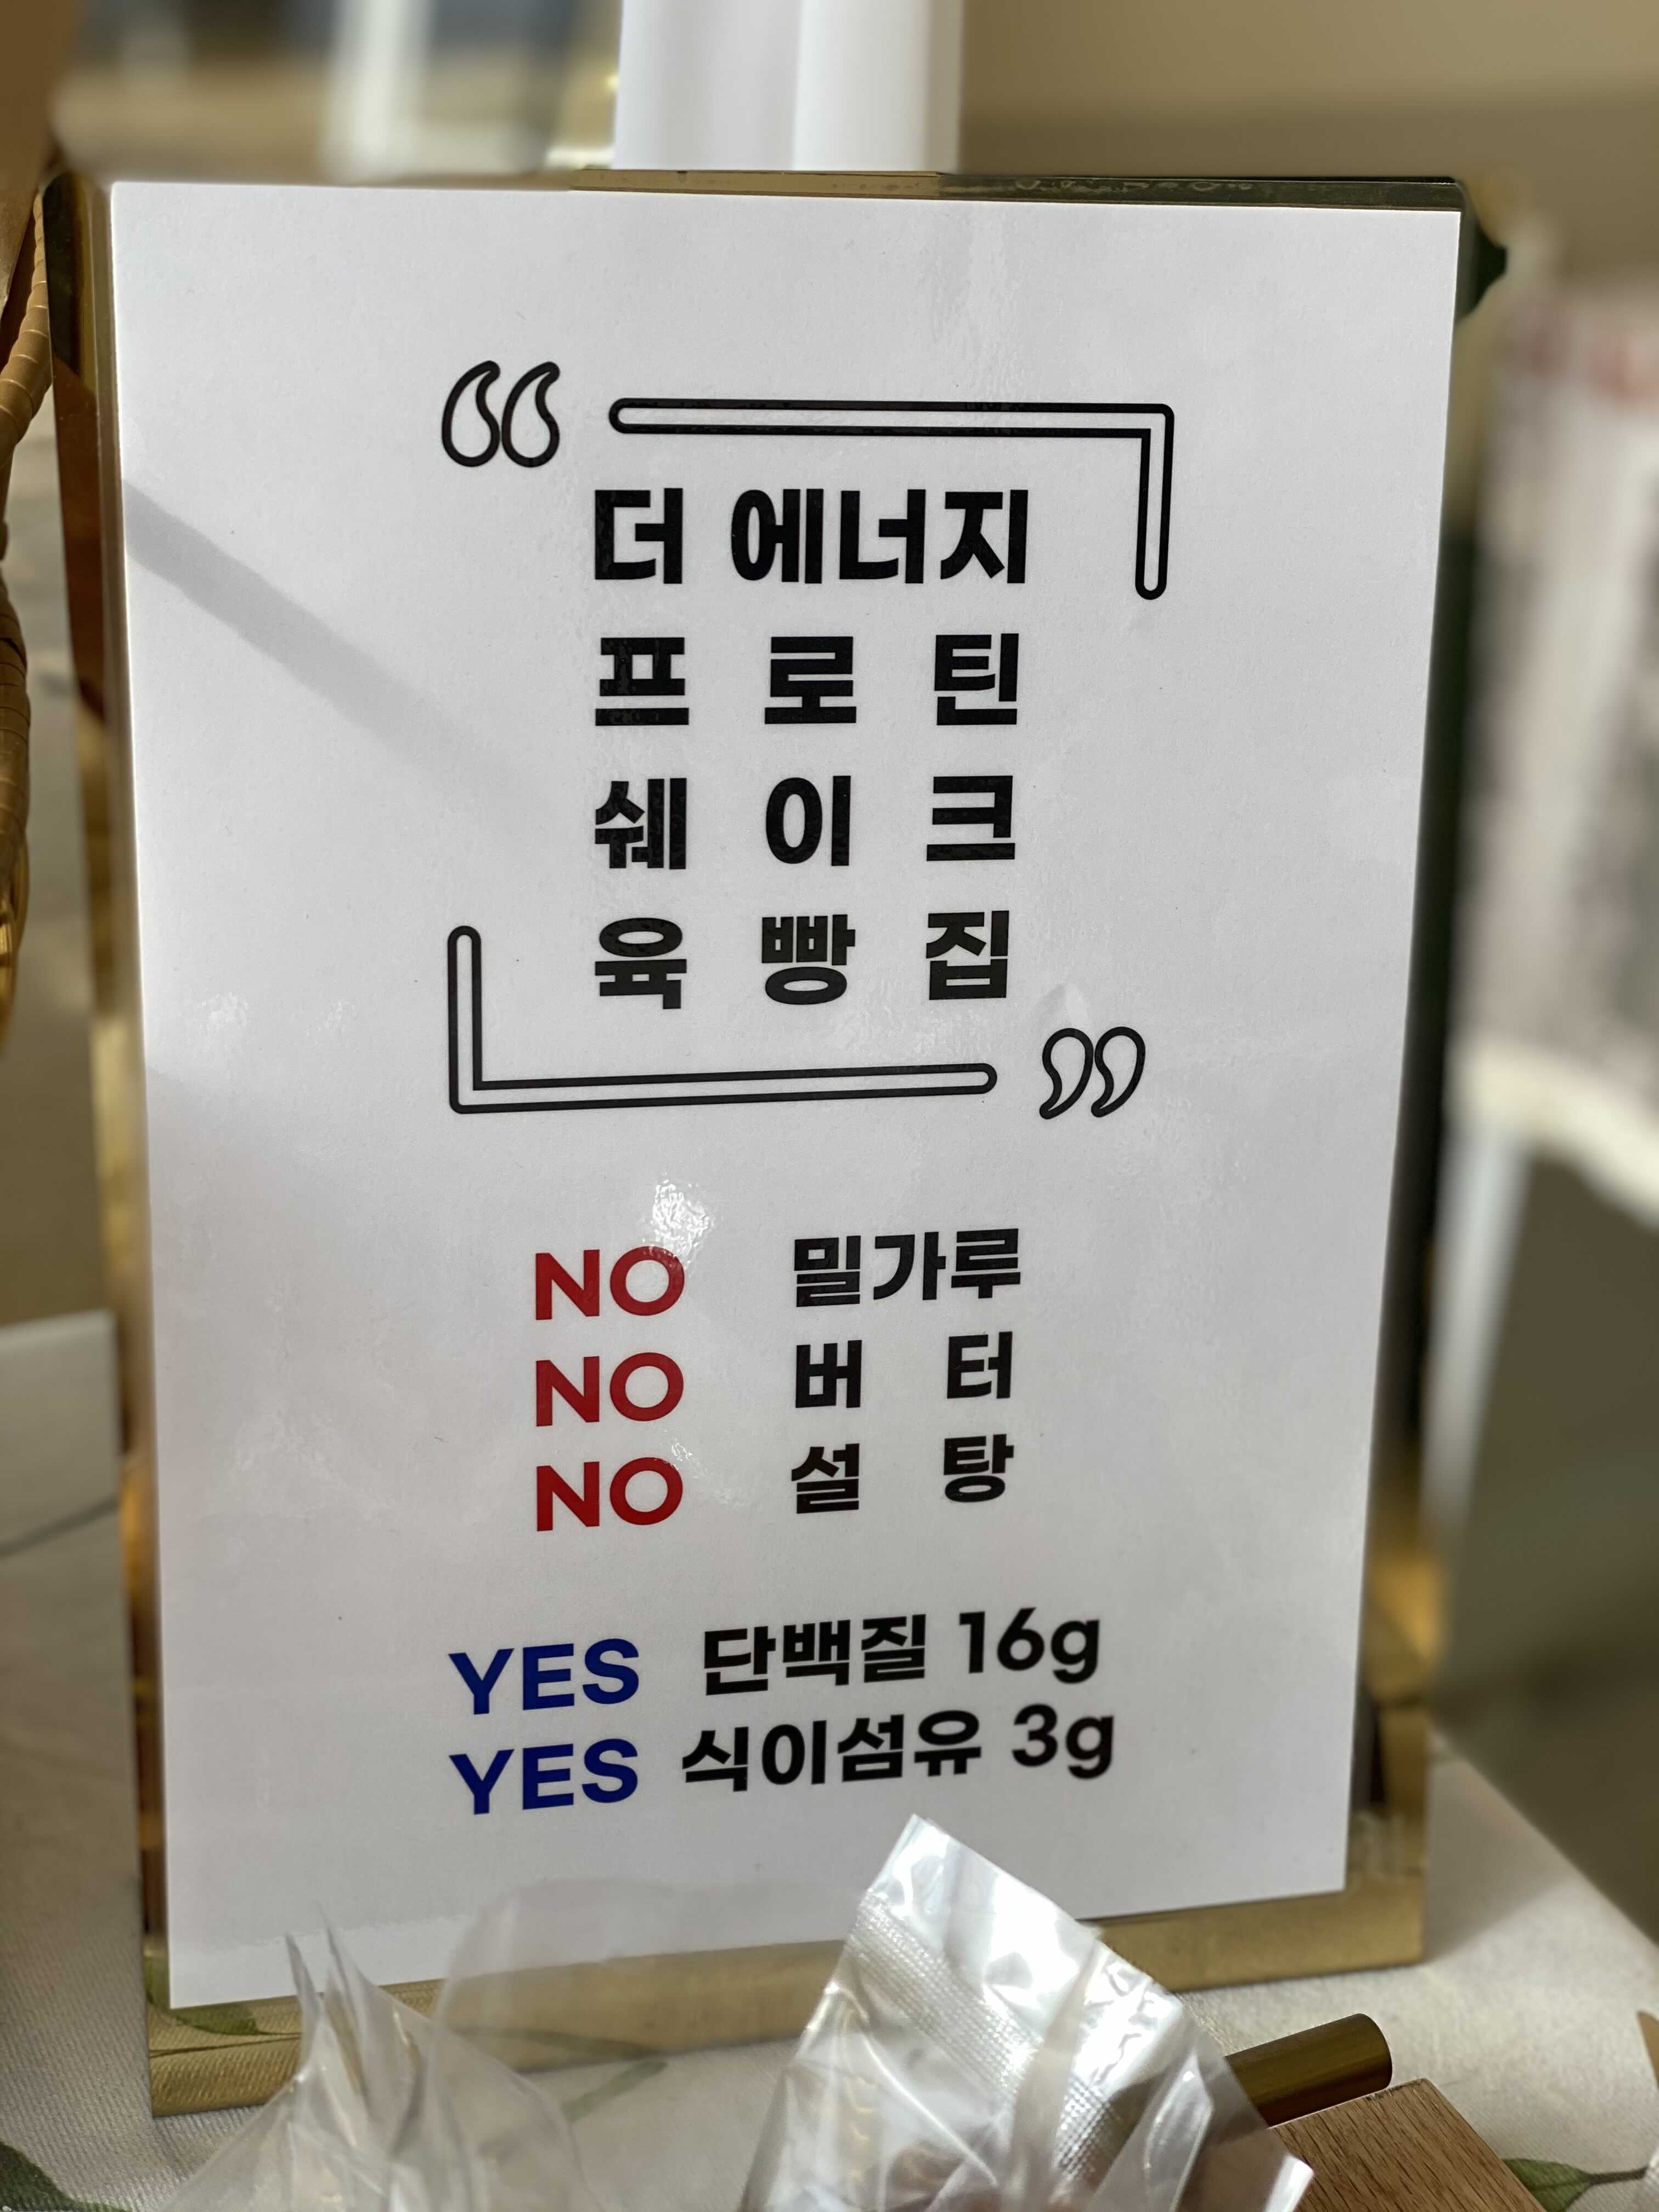 “
더 에너지
프 로 틴
쉐 이 크
육 빵 집
”
NO 밀가루
NO 버 터
NO 설 탕
YES 단백질 16g
YES 식이섬유 3g